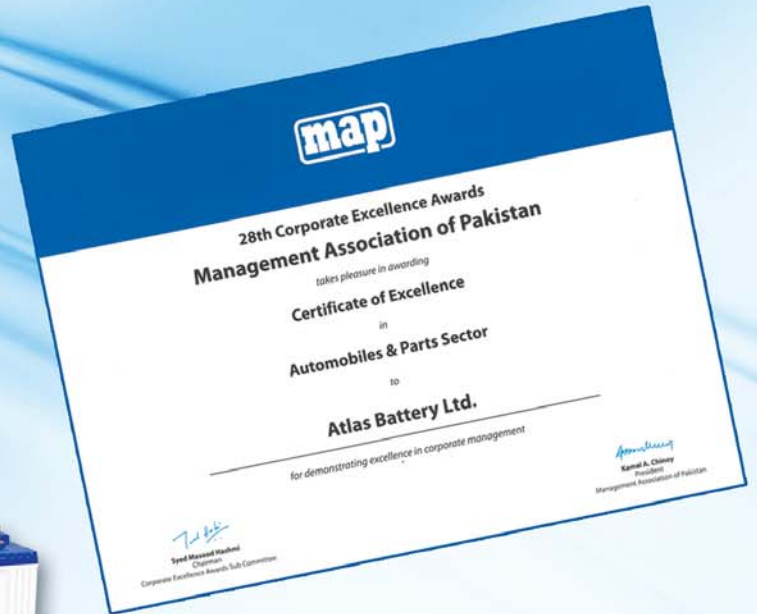 map
28th Corporate Excellence Awards
Management Association of Pakistan
takes pleasure in awarding
Certificate of Excellence
in
Automobiles & Parts Sector
to
Atlas Battery Ltd.
for demonstrating excellence in corporate management
Syed Masood Hashmi
Chairman
Corporate Excellence Awards Sub Committee
Kamal A. Chinoy
President
Management Association of Pakistan